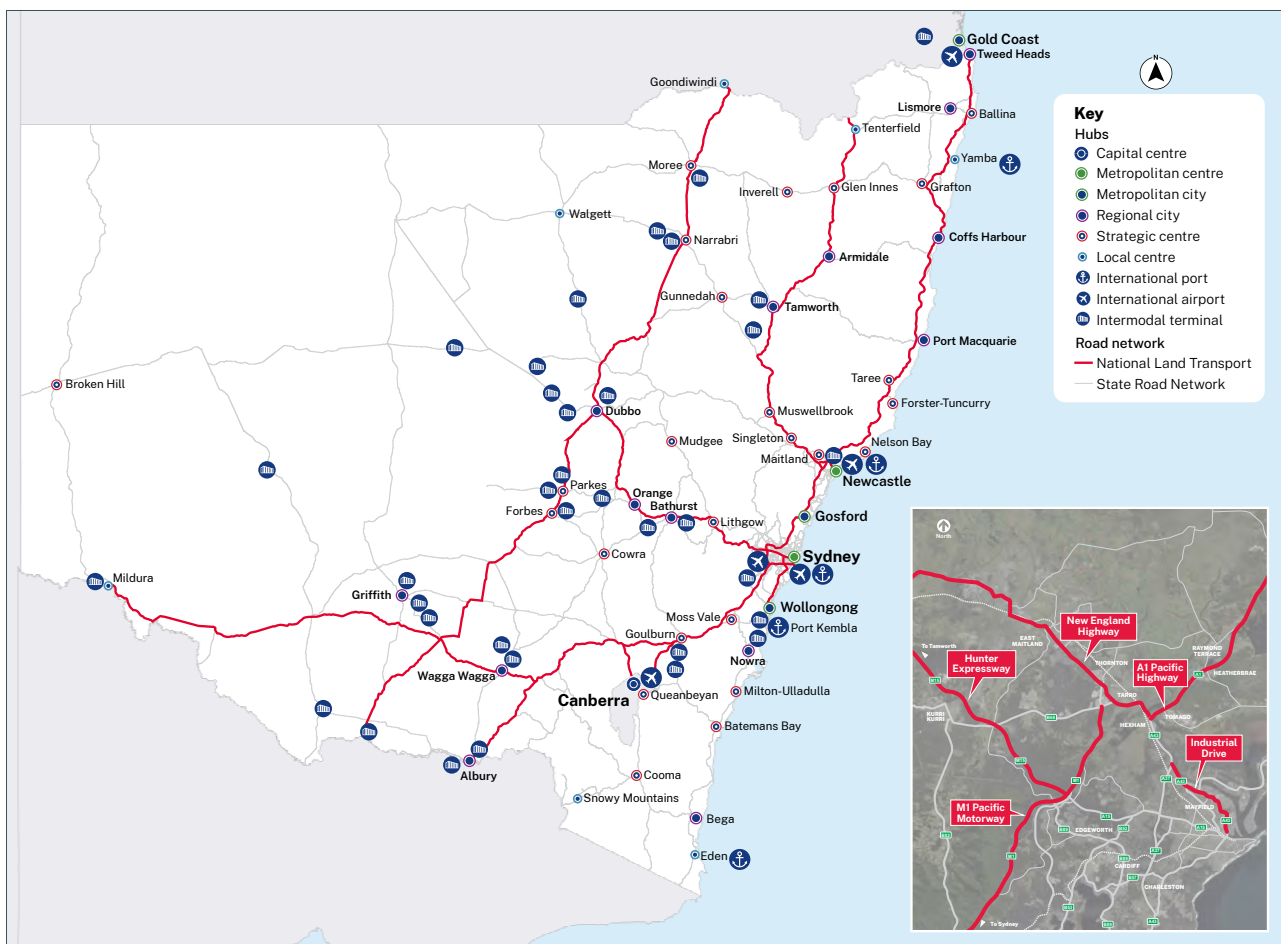 Gold Coast
Tweed Heads
Goondiwindi
Lismore
Ballina
Tenterfield
Yamba
Moree
Inverell
Glen Innes
Grafton
Walgett
Narrabri
Coffs Harbour
Armidale
Gunnedah
Tamworth
Port Macquarie
Broken Hill
Taree
Forster-Tuncurry
Dubbo
Muswellbrook
Mudgee
Singleton
Nelson Bay
Maitland
Newcastle
Parkes
Orange
Bathurst
Forbes
Gosford
Lithgow
Cowra
Sydney
Mildura
Griffith
Wollongong
Moss Vale
Port Kembla
Goulburn
Nowra
Wagga Wagga
Canberra
Queanbeyan
Milton-Ulladulla
Batemans Bay
Albury
Cooma
Snowy Mountains
Bega
Eden
N
Key
Hubs
Capital centre
Metropolitan centre
Metropolitan city
Regional city
Strategic centre
Local centre
International port
International airport
Intermodal terminal
Road network
National Land Transport
State Road Network
North
New England
Highway
EAST
MAITLAND
To Tamworth
Hunter
Expressway
THORNTON
RAYMOND
TERRACE
A1 Pacific
Highway
HEATHERBRAE
TARRO
TOMAGO
HEXHAM
KURRI
KURRI
Industrial
Drive
MAYFIELD
M1 Pacific
Motorway
EDGEWORTH
CARDIFF
CHARLESTON
To Sydney